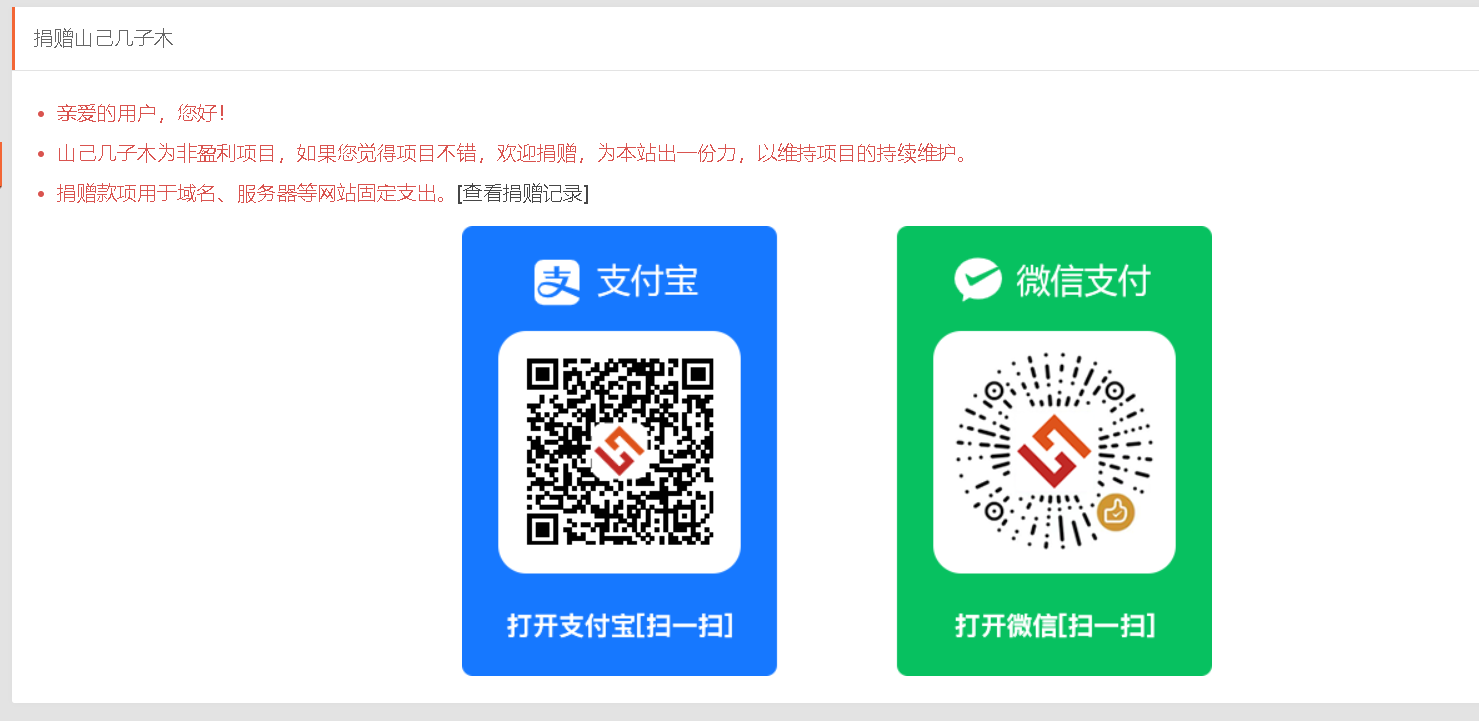 捐赠山己几子木
亲爱的用户，您好！
山己几子木为非盈利项目，如果您觉得项目不错，欢迎捐赠，为本站出一份力，以维持项目的持续维护。
捐赠款项用于域名、服务器等网站固定支出。[查看捐赠记录]
支 支付宝
微信支付
打开支付宝[扫一扫]
打开微信[扫一扫]